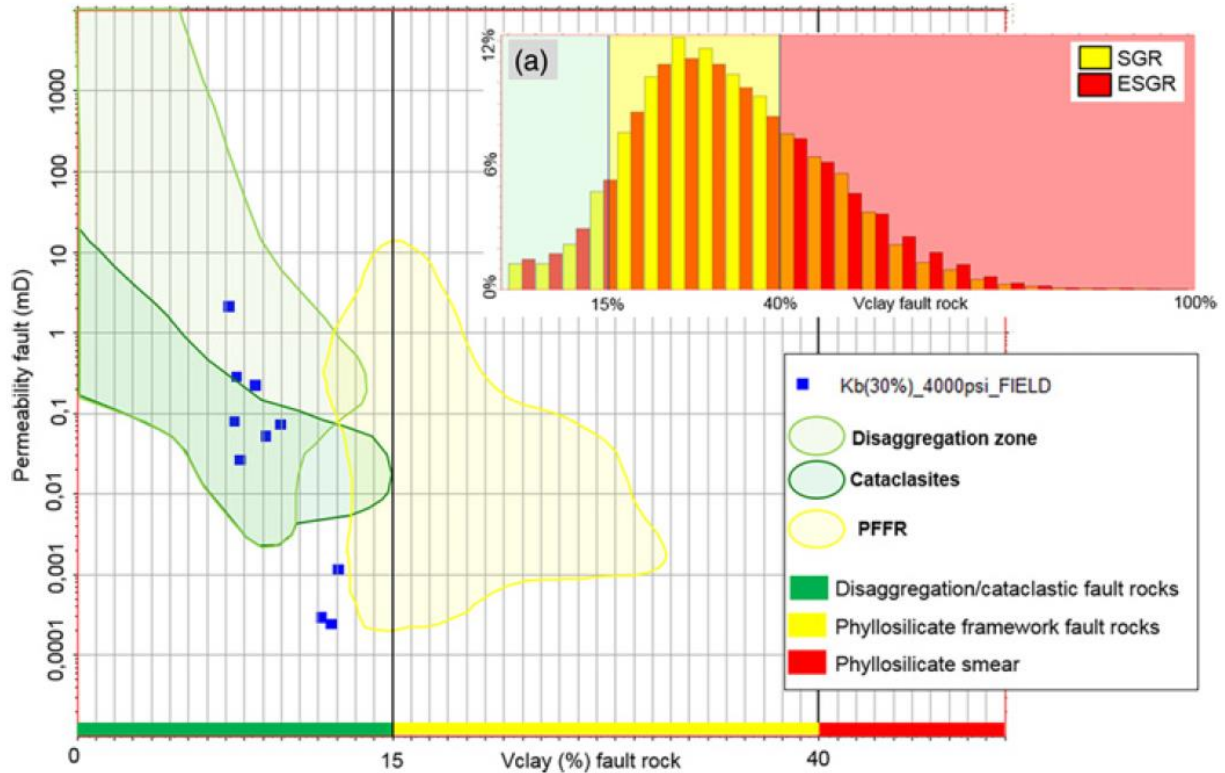 (a)
12%
6%
0%
SGR
ESGR
15%
40%
Vclay fault rock
100%
1000
100
10
1
0,1
0,01
0,001
0,0001
Permeability fault (mD)
Kb(30%)_4000psi_FIELD
Disaggregation zone
Cataclasites
PFFR
Disaggregation/cataclastic fault rocks
Phyllosilicate framework fault rocks
Phyllosilicate smear
0
15
Vclay (%) fault rock
40